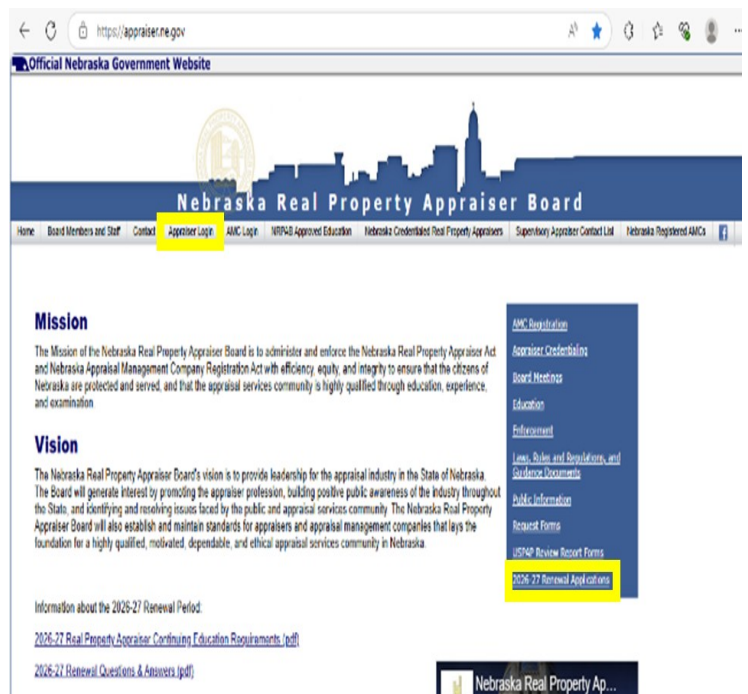 https://appraiser.ne.gov
Official Nebraska Government Website
Nebraska Real Property Appraiser Board
Home Board Members and Staff Contact Appraiser Login AMC Login NRPAB Approved Education Nebraska Credentialed Real Property Appraisers Supervisory Appraiser Contact List Nebraska Registered AMCs
Mission
The Mission of the Nebraska Real Property Appraiser Board is to administer and enforce the Nebraska Real Property Appraiser Act
and Nebraska Appraisal Management Company Registration Act with efficiency, equity, and integrity to ensure that the citizens of
Nebraska are protected and served, and that the appraisal services community is highly qualified through education, experience,
and examination.
Vision
The Nebraska Real Property Appraiser Board's vision is to provide leadership for the appraisal industry in the State of Nebraska.
The Board will generate interest by promoting the appraiser profession, building positive public awareness of the industry throughout
the State, and identifying and resolving issues faced by the public and appraisal services community. The Nebraska Real Property
Appraiser Board will also establish and maintain standards for appraisers and appraisal management companies that lays the
foundation for a highly qualified, motivated, dependable, and ethical appraisal services community in Nebraska.
Information about the 2026-27 Renewal Period:
2026-27 Real Property Appraiser Continuing Education Requirements (pdf)
2026-27 Renewal Questions & Answers (pdf)
AMC Registration
Appraiser Credentialing
Board Meetings
Education
Enforcement
Laws, Rules and Regulations, and
Guidance Documents
Public Information
Request Forms
USPAP Review Report Forms
2026-27 Renewal Applications
Nebraska Real Property Ap...